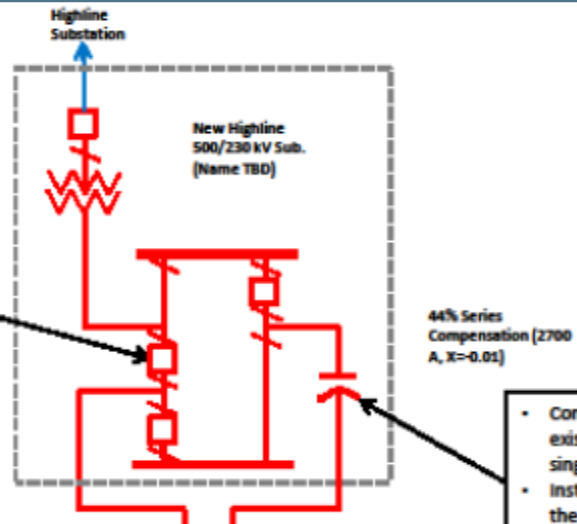 Highline
Substation
New Highline
500/230 kV Sub.
(Name TBD)
44% Series
Compensation (2700
A, X=-0.01)
• Con
exis
sing
• Inst
the